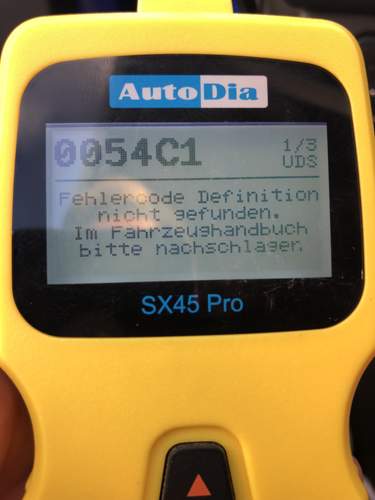 AutoDia
0054C1
1/3
UDS
Fehlercode Definition
nicht gefunden.
Im Fahrzeughandbuch
bitte nachschlagen.
SX45 Pro